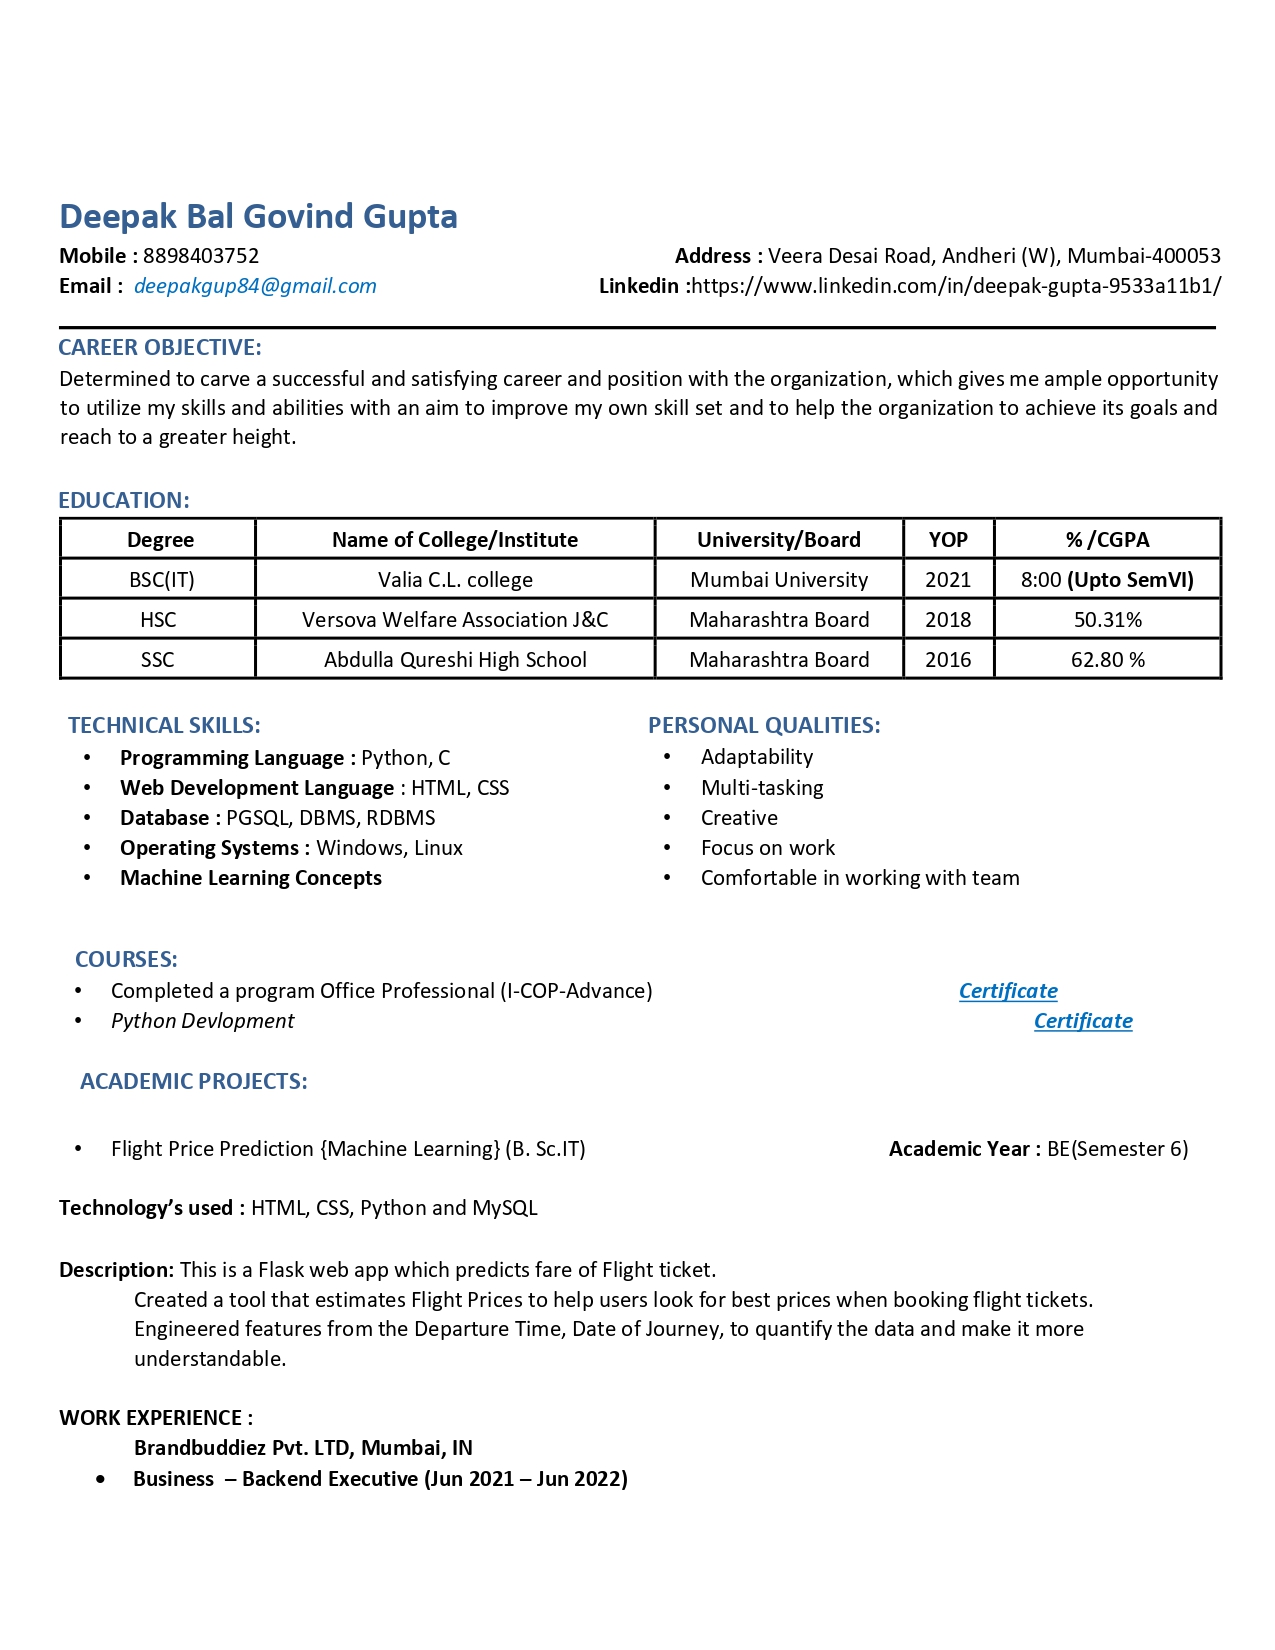 Deepak Bal Govind Gupta
Mobile : 8898403752 Address : Veera Desai Road, Andheri (W), Mumbai-400053
Email : deepakgup84@gmail.com Linkedin :https://www.linkedin.com/in/deepak-gupta-9533a11b1/
CAREER OBJECTIVE:
Determined to carve a successful and satisfying career and position with the organization, which gives me ample opportunity
to utilize my skills and abilities with an aim to improve my own skill set and to help the organization to achieve its goals and
reach to a greater height.
EDUCATION:
Degree Name of College/Institute University/Board YOP % /CGPA
BSC(IT) Valia C.L. college Mumbai University 2021 8:00 (Upto SemVI)
HSC Versova Welfare Association J&C Maharashtra Board 2018 50.31%
SSC Abdulla Qureshi High School Maharashtra Board 2016 62.80 %
TECHNICAL SKILLS:
• Programming Language : Python, C
• Web Development Language : HTML, CSS
• Database : PGSQL, DBMS, RDBMS
• Operating Systems : Windows, Linux
• Machine Learning Concepts
PERSONAL QUALITIES:
• Adaptability
• Multi-tasking
• Creative
• Focus on work
• Comfortable in working with team
COURSES:
• Completed a program Office Professional (I-COP-Advance) Certificate
• Python Devlopment Certificate
ACADEMIC PROJECTS:
• Flight Price Prediction {Machine Learning} (B. Sc.IT) Academic Year : BE(Semester 6)
Technology’s used : HTML, CSS, Python and MySQL
Description: This is a Flask web app which predicts fare of Flight ticket.
Created a tool that estimates Flight Prices to help users look for best prices when booking flight tickets.
Engineered features from the Departure Time, Date of Journey, to quantify the data and make it more
understandable.
WORK EXPERIENCE :
Brandbuddiez Pvt. LTD, Mumbai, IN
• Business – Backend Executive (Jun 2021 – Jun 2022)